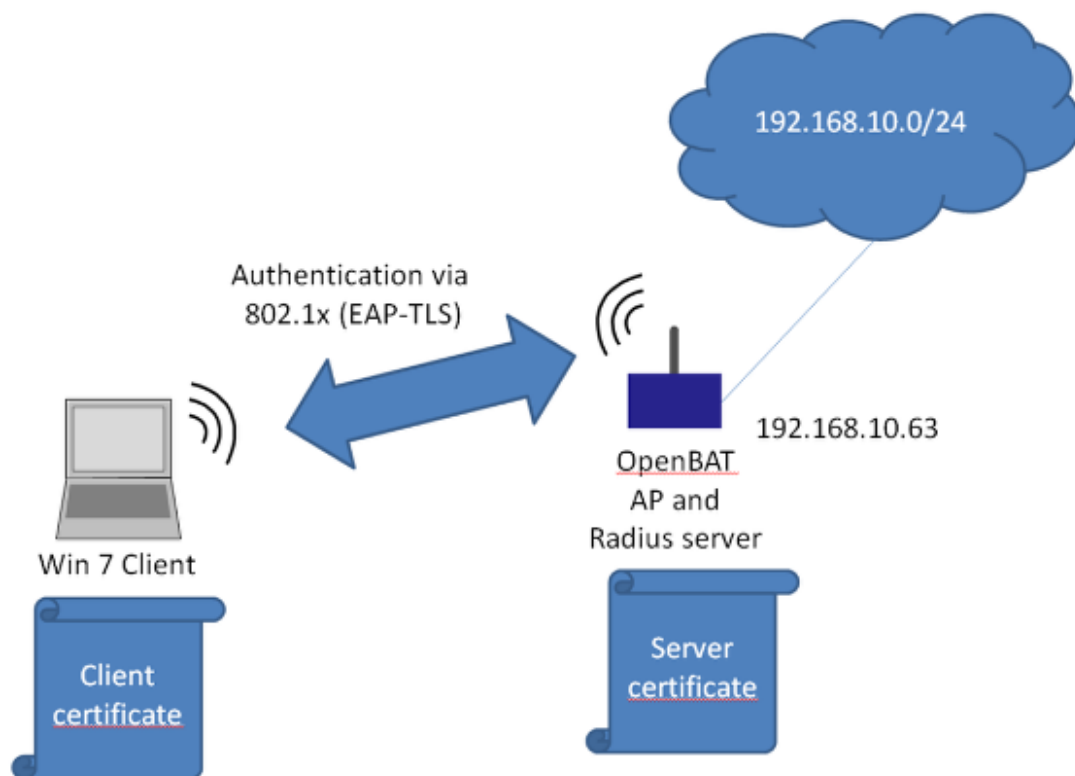 192.168.10.0/24
Authentication via
802.1x (EAP-TLS)
192.168.10.63
OpenBAT
AP and
Radius server
Win 7 Client
Client
certificate
Server
certificate